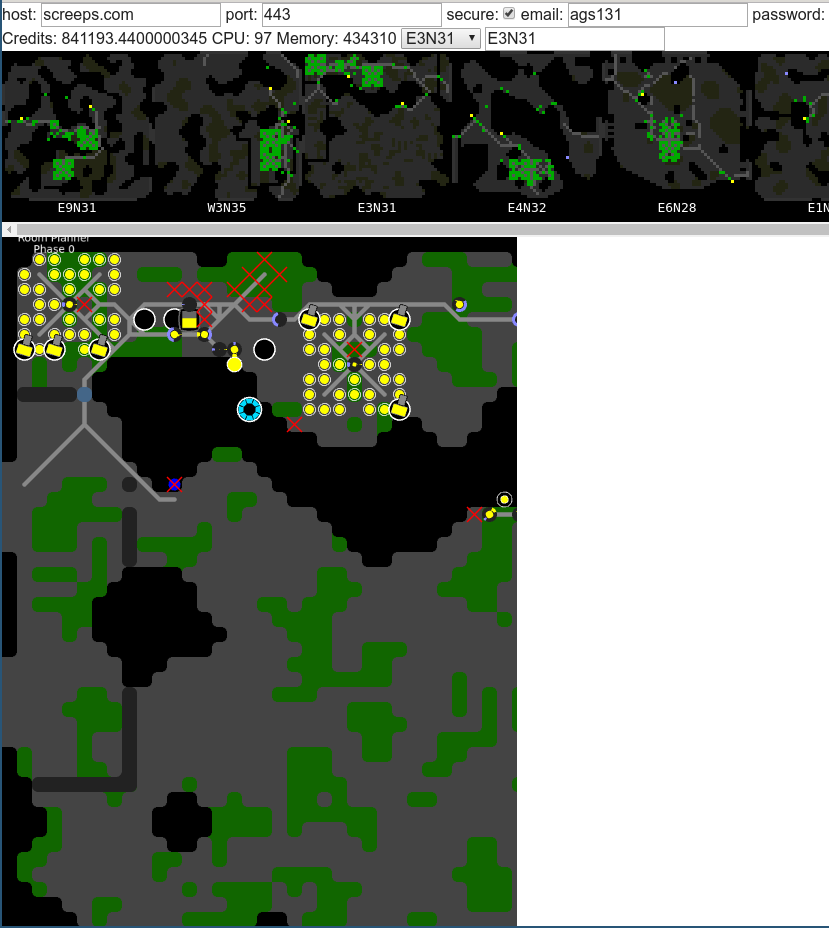 host: screeps.com port: 443 secure: email: ags131 password:
Credits: 841193.4400000345 CPU: 97 Memory: 434310 E3N31 E3N31
E9N31 W3N35 E3N31 E4N32 E6N28 E1N
Room Planner
Phase 0